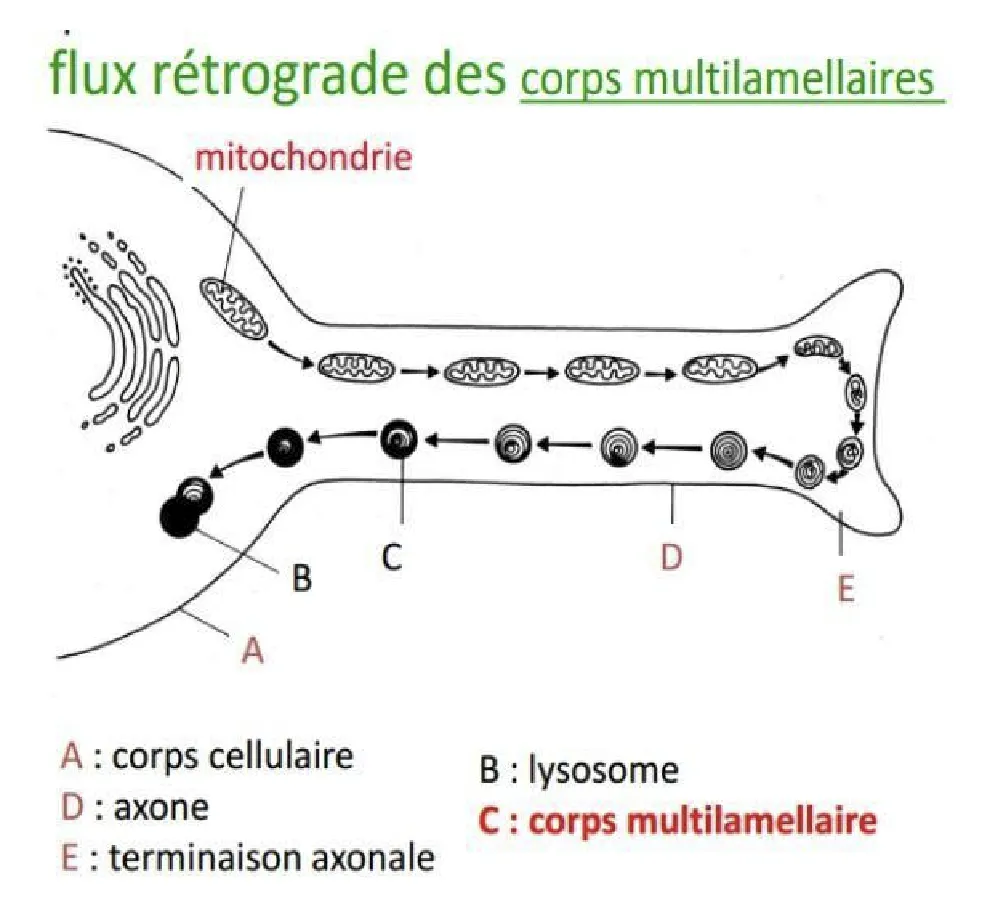 flux rétrograde des corps multilamellaires
mitochondrie
C
D
B
E
A
A : corps cellulaire
D : axone
E : terminaison axonale
B : lysosome
C : corps multilamellaire